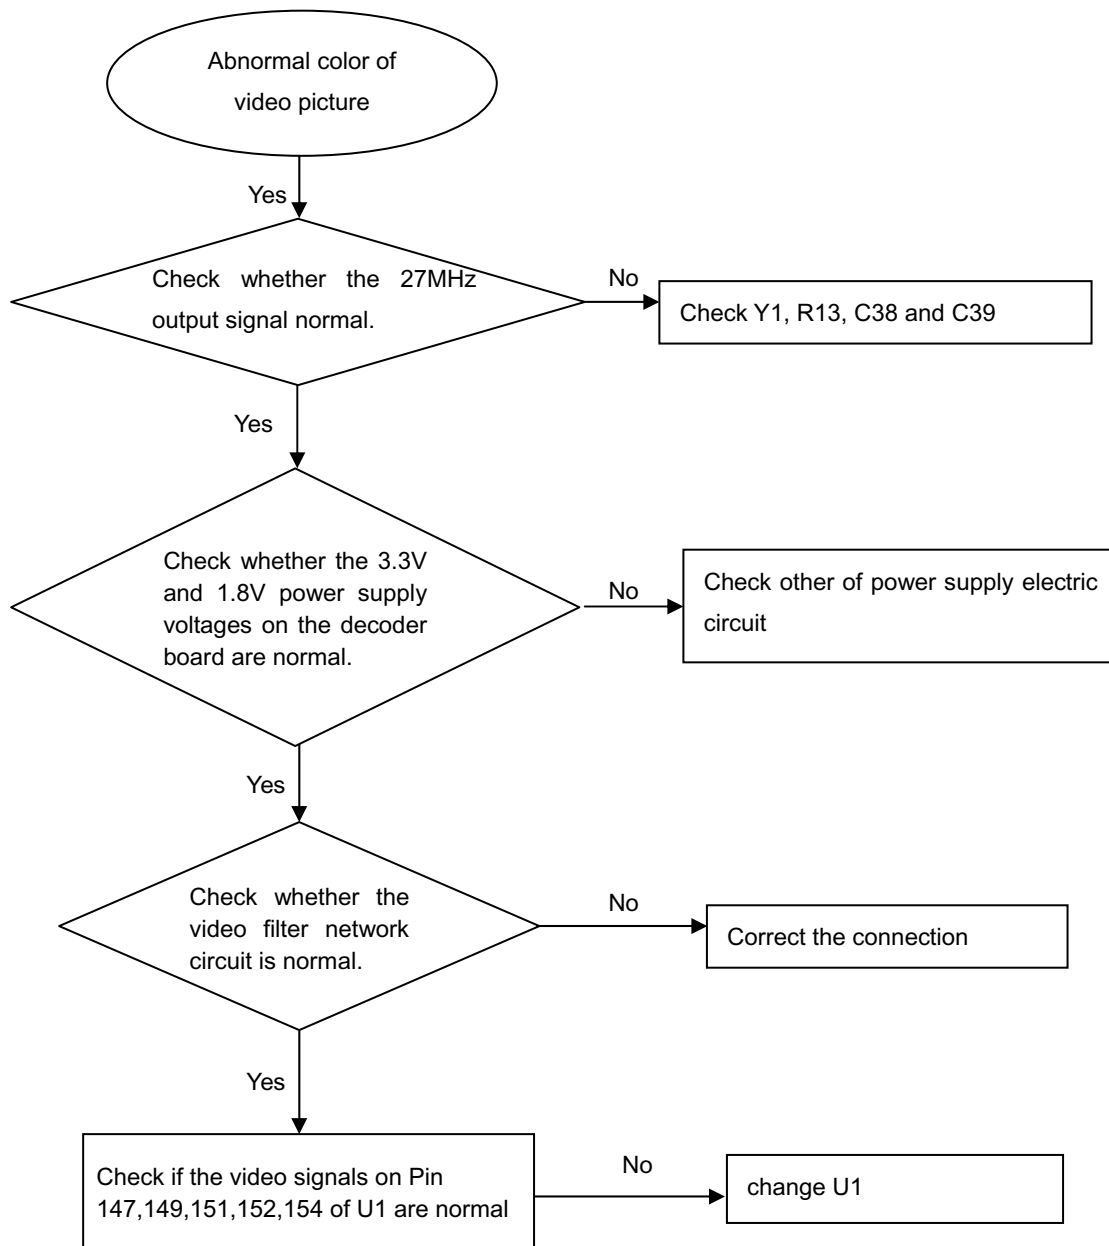 Abnormal color of
video picture
Yes
Check whether the 27MHz
output signal normal.
No
Check Y1, R13, C38 and C39
Yes
Check whether the 3.3V
and 1.8V power supply
voltages on the decoder
board are normal.
No
Check other of power supply electric
circuit
Yes
Check whether the
video filter network
circuit is normal.
No
Correct the connection
Yes
Check if the video signals on Pin
147,149,151,152,154 of U1 are normal
No
change U1